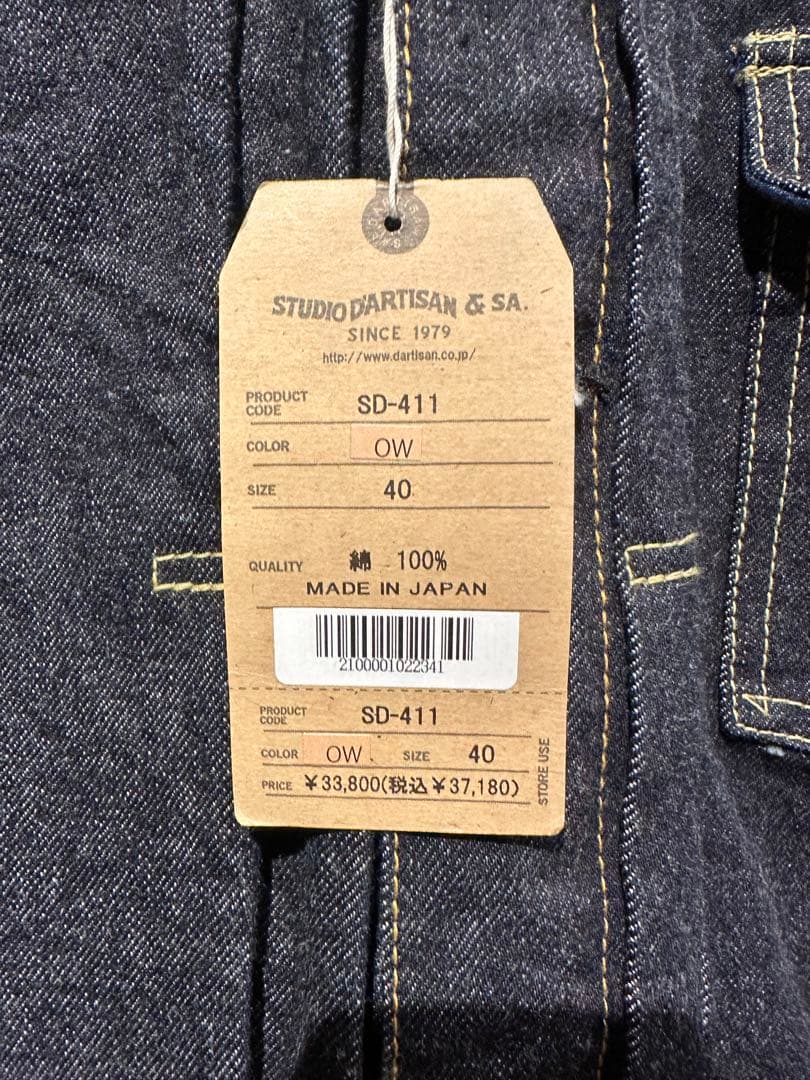 STUDIO D'ARTISAN & SA.
SINCE 1979
http://www.dartisan.co.jp/
PRODUCT CODE SD-411
COLOR OW
SIZE 40
QUALITY 綿 100%
MADE IN JAPAN
2100001022341
PRODUCT CODE SD-411
COLOR OW SIZE 40
PRICE ¥33,800(税込¥37,180)
STORE USE